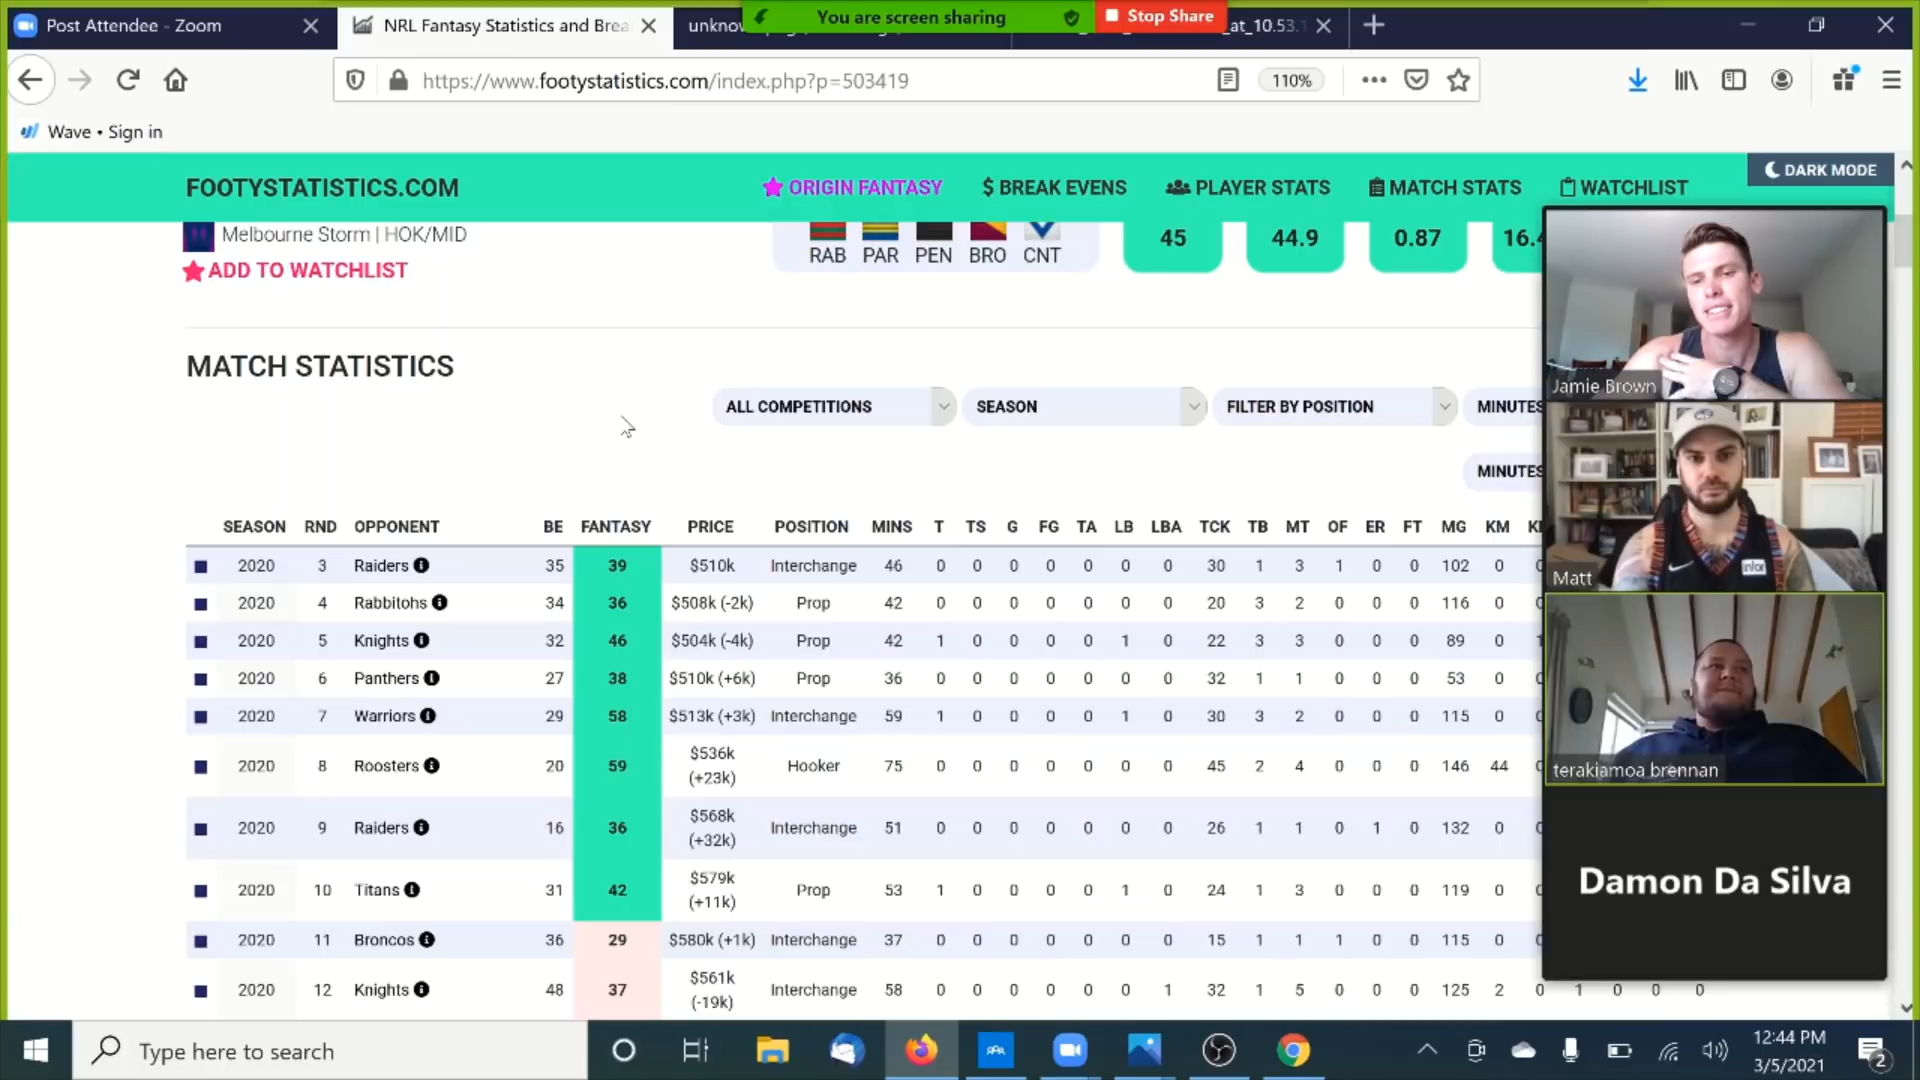 Post Attendee - Zoom
NRL Fantasy Statistics and Brea
unknow
You are screen sharing
Stop Share
_at_10.53.1
https://www.footystatistics.com/index.php?p=503419
110%
Wave • Sign in
FOOTYSTATISTICS.COM
ORIGIN FANTASY
$ BREAK EVENS
PLAYER STATS
MATCH STATS
WATCHLIST
DARK MODE
Melbourne Storm | HOK/MID
ADD TO WATCHLIST
RAB PAR PEN BRO CNT
45 44.9 0.87 16.4
MATCH STATISTICS
ALL COMPETITIONS SEASON FILTER BY POSITION MINUTES
MINUTES
SEASON RND OPPONENT BE FANTASY PRICE POSITION MINS T TS G FG TA LB LBA TCK TB MT OF ER FT MG KM
2020 3 Raiders 35 39 $510k Interchange 46 0 0 0 0 0 0 0 30 1 3 1 0 0 102 0
2020 4 Rabbitohs 34 36 $508k (-2k) Prop 42 0 0 0 0 0 0 0 20 3 2 0 0 0 116 0
2020 5 Knights 32 46 $504k (-4k) Prop 42 1 0 0 0 0 1 0 22 3 3 0 0 0 89 0 1
2020 6 Panthers 27 38 $510k (+6k) Prop 36 0 0 0 0 0 0 0 32 1 1 0 0 0 53 0 0
2020 7 Warriors 29 58 $513k (+3k) Interchange 59 1 0 0 0 0 1 0 30 3 2 0 0 0 115 0 0
2020 8 Roosters 20 59 $536k (+23k) Hooker 75 0 0 0 0 0 0 0 45 2 4 0 0 0 146 44 0
2020 9 Raiders 16 36 $568k (+32k) Interchange 51 0 0 0 0 0 0 0 26 1 1 0 1 0 132 0 0
2020 10 Titans 31 42 $579k (+11k) Prop 53 1 0 0 0 0 1 0 24 1 3 0 0 0 119 0 0
2020 11 Broncos 36 29 $580k (+1k) Interchange 37 0 0 0 0 0 0 0 15 1 1 1 0 0 115 0 0
2020 12 Knights 48 37 $561k (-19k) Interchange 58 0 0 0 0 0 0 1 32 1 5 0 0 0 125 2 0 1 0 0 0
Jamie Brown
Matt
infor
terakiamoa brennan
Damon Da Silva
Type here to search
12:44 PM
3/5/2021
2